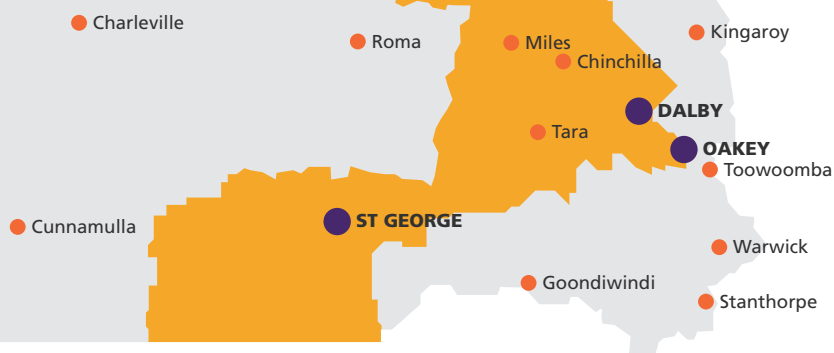 Charleville
Kingaroy
Roma
Miles
Chinchilla
DALBY
Tara
OAKEY
Toowoomba
ST GEORGE
Cunnamulla
Warwick
Goondiwindi
Stanthorpe